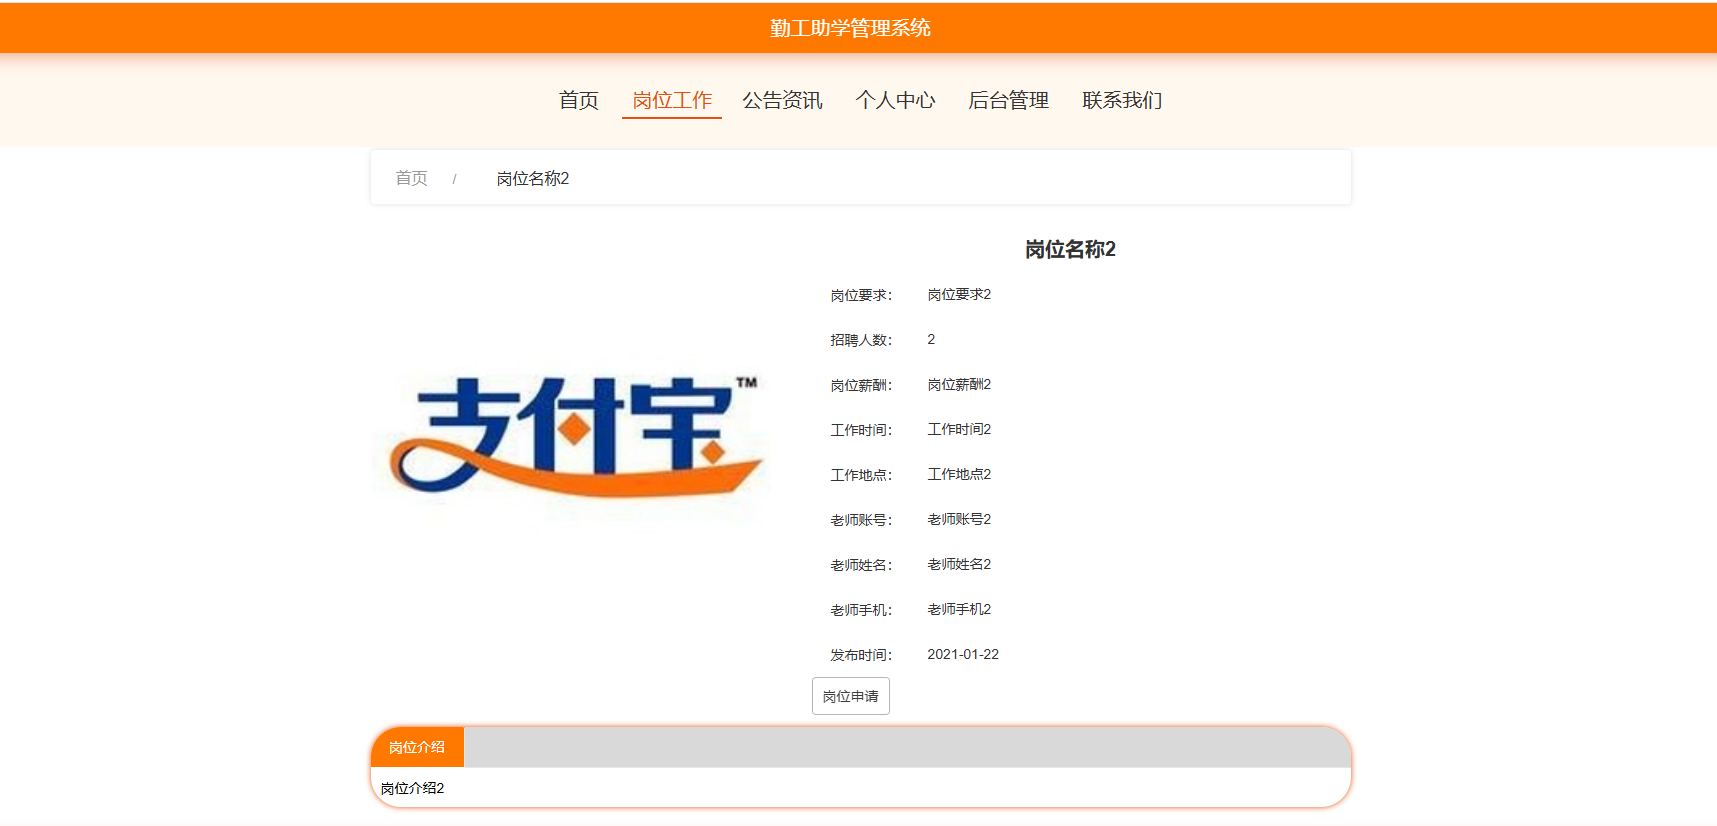 勤工助学管理系统
首页 岗位工作 公告资讯 个人中心 后台管理 联系我们
首页 / 岗位名称2
岗位名称2
岗位要求： 岗位要求2
招聘人数： 2
岗位薪酬： 岗位薪酬2
工作时间： 工作时间2
工作地点： 工作地点2
老师账号： 老师账号2
老师姓名： 老师姓名2
老师手机： 老师手机2
发布时间： 2021-01-22
支付宝™
岗位申请
岗位介绍
岗位介绍2